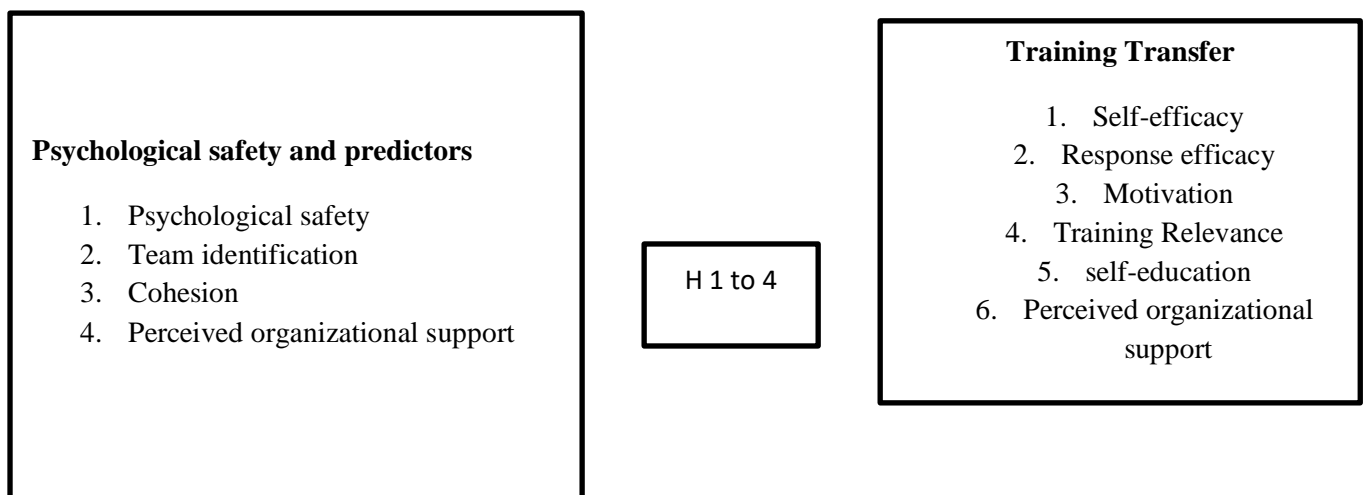 Psychological safety and predictors
1. Psychological safety
2. Team identification
3. Cohesion
4. Perceived organizational support
H 1 to 4
Training Transfer
1. Self-efficacy
2. Response efficacy
3. Motivation
4. Training Relevance
5. self-education
6. Perceived organizational
support